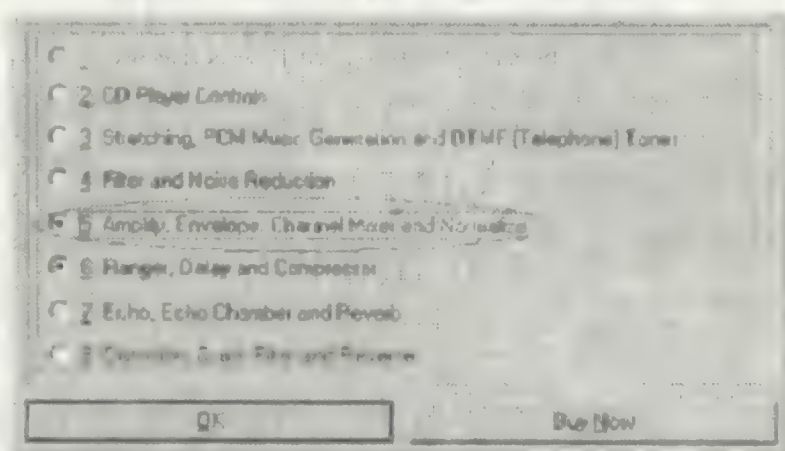 2 CD Player Controls
3 Stretching, PCM Music Generation and DTMF (Telephone) Tones
4 Filter and Noise Reduction
5 Amplify, Envelope, Channel Mixer and Normalize
6 Flanger, Delay and Compressor
7 Echo, Echo Chamber and Reverb
8 and
OK
Buy Now